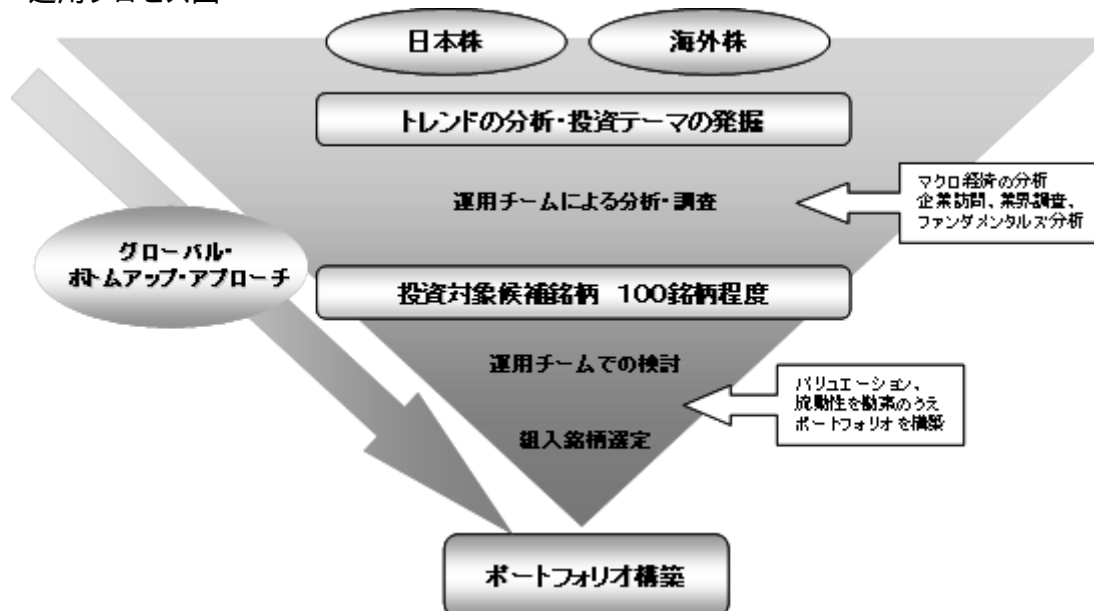 日本株
海外株
トレンドの分析・投資テーマの発掘
運用チームによる分析・調査
マクロ経済の分析
企業訪問、業界調査、
ファンダメンタルズ分析
グローバル・
ボトムアップ・アプローチ
投資対象候補銘柄 100銘柄程度
運用チームでの検討
バリュエーション、
流動性を勘案のうえ
ポートフォリオを構築
組入銘柄選定
ポートフォリオ構築